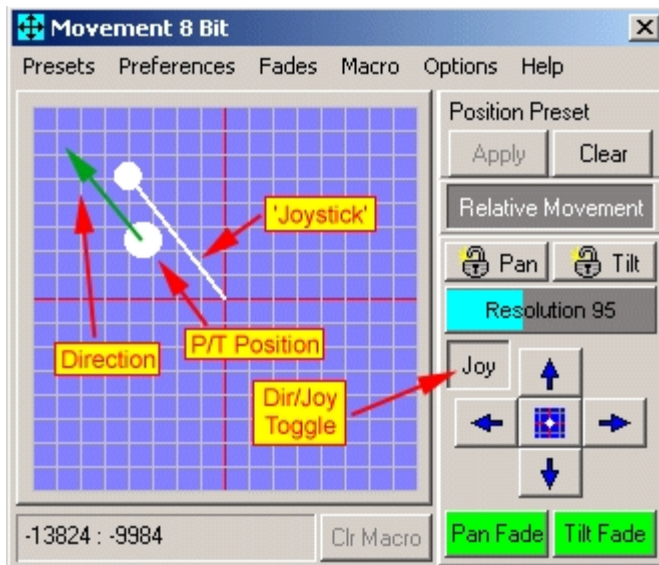 Movement 8 Bit
Presets Preferences Fades Macro Options Help
Position Preset
Apply Clear
Relative Movement
Pan Tilt
Resolution 95
Joy
'Joystick'
P/T Position
Direction
Dir/Joy
Toggle
-13824 : -9984
Clr Macro
Pan Fade Tilt Fade